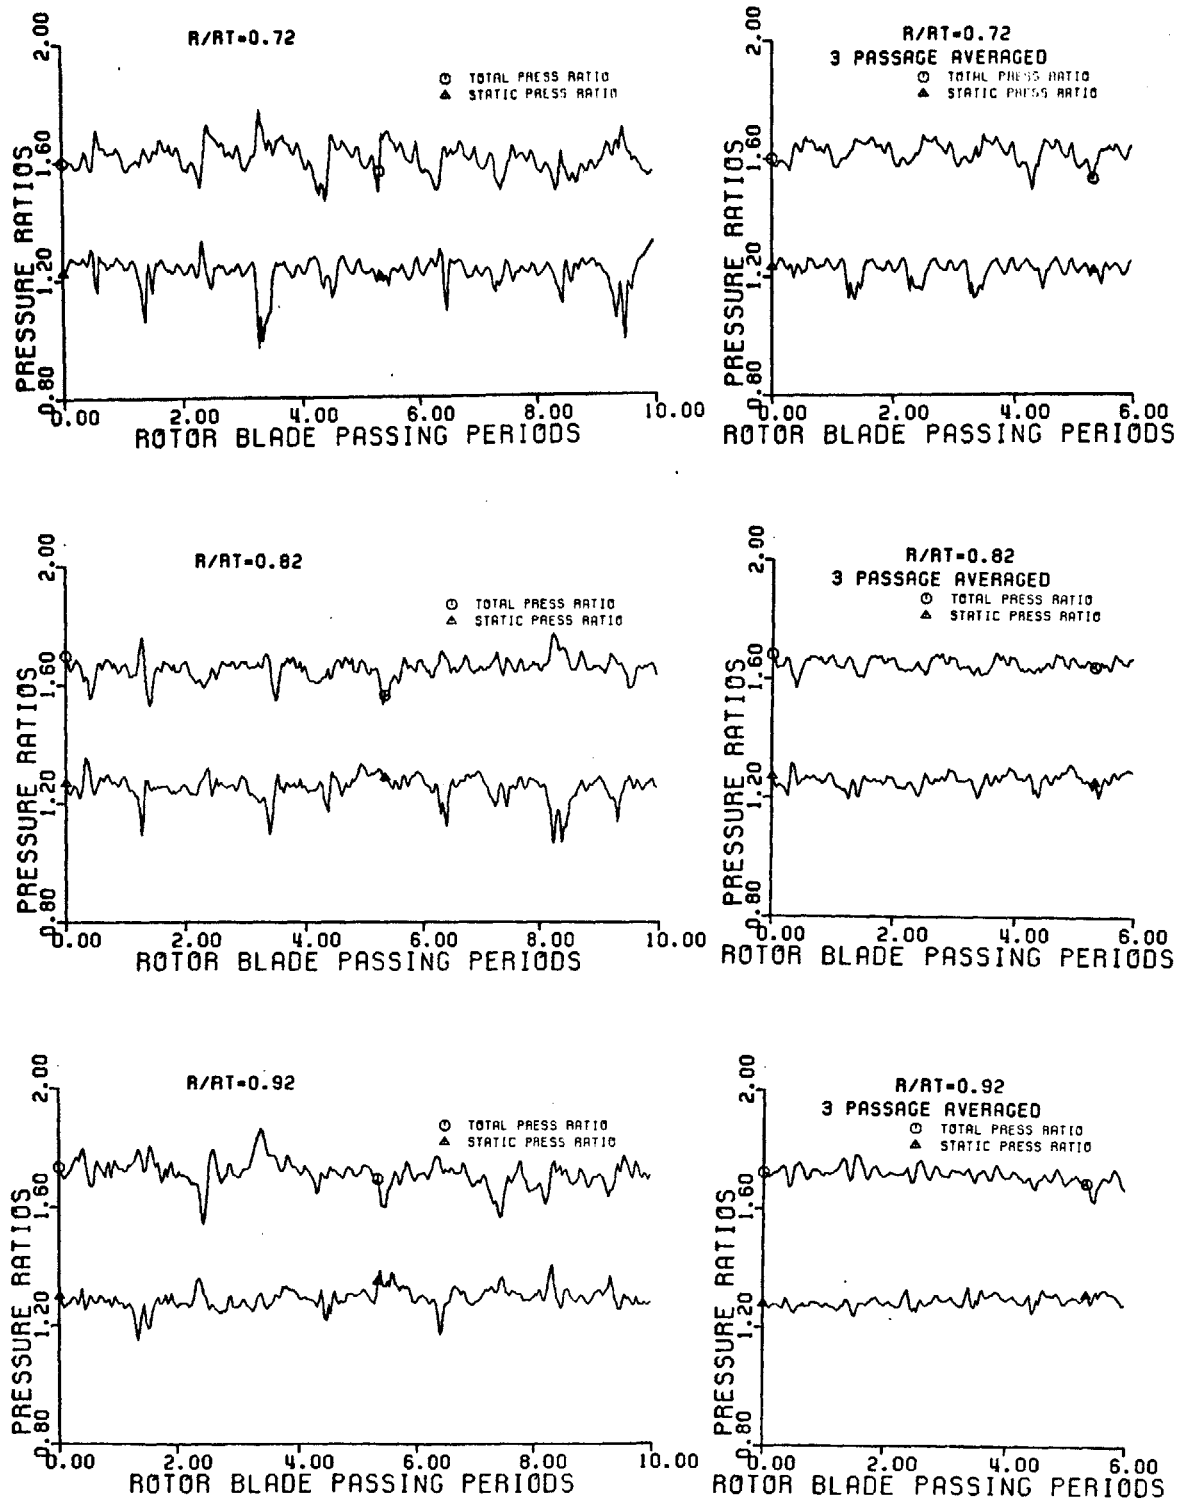 R/RT=0.72
⊙ TOTAL PRESS RATIO
▲ STATIC PRESS RATIO
PRESSURE RATIOS
2.00
1.60
1.20
0.80
0.00 2.00 4.00 6.00 8.00 10.00
ROTOR BLADE PASSING PERIODS
R/RT=0.72
3 PASSAGE AVERAGED
⊙ TOTAL PRESS RATIO
▲ STATIC PRESS RATIO
PRESSURE RATIOS
2.00
1.60
1.20
0.80
0.00 2.00 4.00 6.00
ROTOR BLADE PASSING PERIODS
R/RT=0.82
⊙ TOTAL PRESS RATIO
▲ STATIC PRESS RATIO
PRESSURE RATIOS
2.00
1.60
1.20
0.80
0.00 2.00 4.00 6.00 8.00 10.00
ROTOR BLADE PASSING PERIODS
R/RT=0.82
3 PASSAGE AVERAGED
⊙ TOTAL PRESS RATIO
▲ STATIC PRESS RATIO
PRESSURE RATIOS
2.00
1.60
1.20
0.80
0.00 2.00 4.00 6.00
ROTOR BLADE PASSING PERIODS
R/RT=0.92
⊙ TOTAL PRESS RATIO
▲ STATIC PRESS RATIO
PRESSURE RATIOS
2.00
1.60
1.20
0.80
0.00 2.00 4.00 6.00 8.00 10.00
ROTOR BLADE PASSING PERIODS
R/RT=0.92
3 PASSAGE AVERAGED
⊙ TOTAL PRESS RATIO
▲ STATIC PRESS RATIO
PRESSURE RATIOS
2.00
1.60
1.20
0.80
0.00 2.00 4.00 6.00
ROTOR BLADE PASSING PERIODS